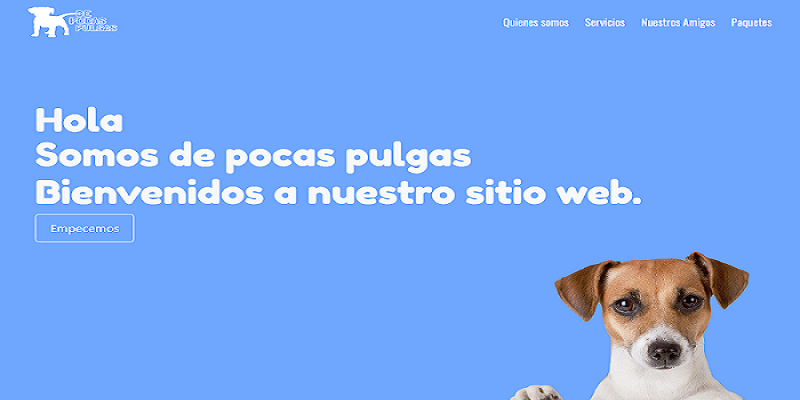 DE
POCAS
PULGAS
Quienes somos
Servicios
Nuestros Amigos
Paquetes
Hola
Somos de pocas pulgas
Bienvenidos a nuestro sitio web.
Empecemos